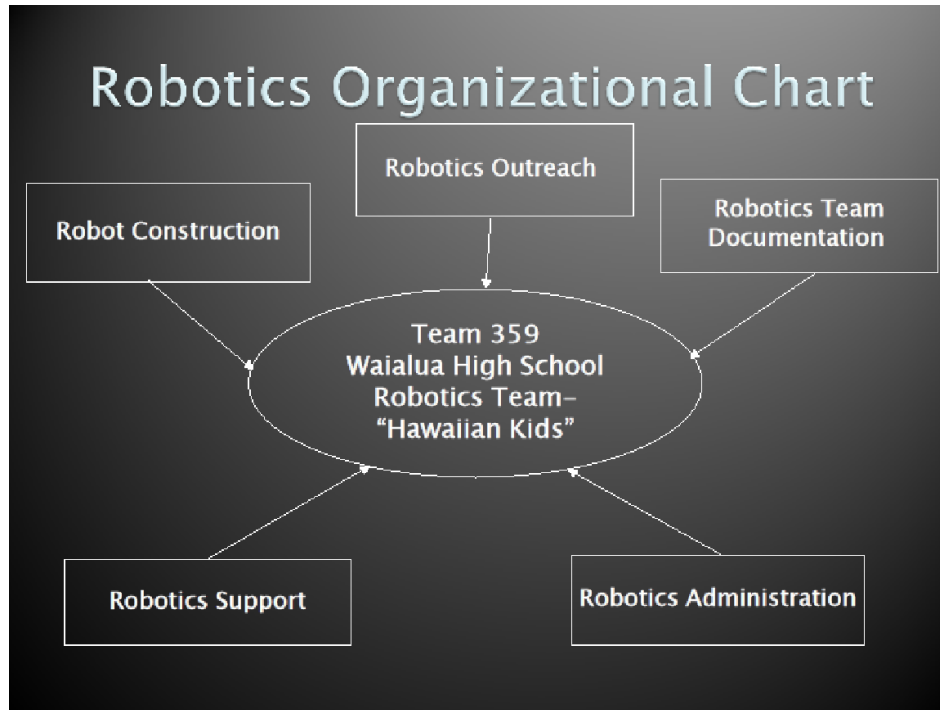 Robotics Organizational Chart
Robotics Outreach
Robot Construction
Robotics Team
Documentation
Team 359
Waialua High School
Robotics Team-
“Hawaiian Kids”
Robotics Support
Robotics Administration